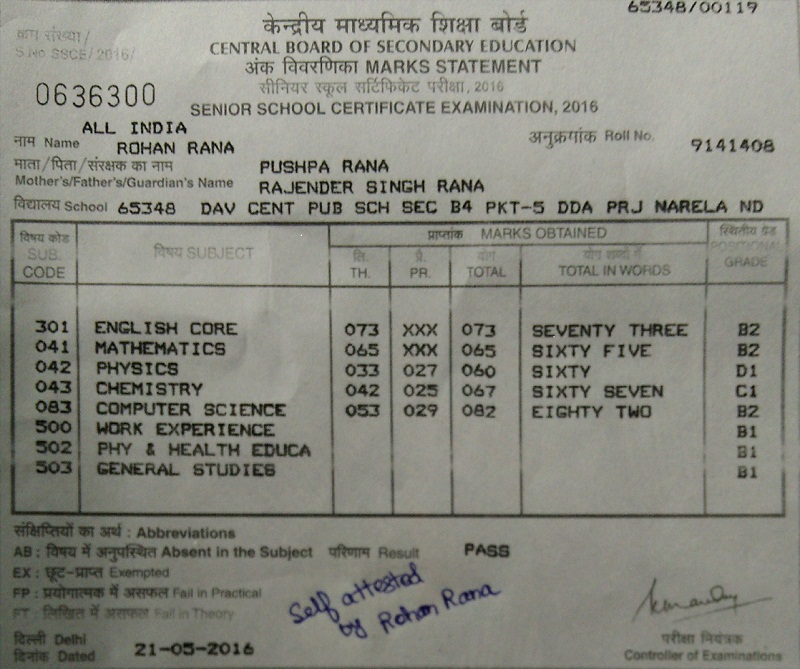 65348/00119
क्रम संख्या/
S.No. SSCE/2016/
केन्द्रीय माध्यमिक शिक्षा बोर्ड
CENTRAL BOARD OF SECONDARY EDUCATION
अंक विवरणिका MARKS STATEMENT
सीनियर स्कूल सर्टिफिकेट परीक्षा, 2016
0636300
SENIOR SCHOOL CERTIFICATE EXAMINATION, 2016
ALL INDIA
नाम Name ROHAN RANA अनुक्रमांक Roll No. 9141408
माता/पिता/संरक्षक का नाम PUSHPA RANA
Mother's/Father's/Guardian's Name RAJENDER SINGH RANA
विद्यालय School 65348 DAV CENT PUB SCH SEC B4 PKT-5 DDA PRJ NARELA ND
विषय कोड SUB. CODE विषय SUBJECT प्राप्तांक MARKS OBTAINED स्थितीय ग्रेड POSITIONAL GRADE
लि. TH. प्रे. PR. योग TOTAL योग शब्दों में TOTAL IN WORDS
301 ENGLISH CORE 073 XXX 073 SEVENTY THREE B2
041 MATHEMATICS 065 XXX 065 SIXTY FIVE B2
042 PHYSICS 033 027 060 SIXTY D1
043 CHEMISTRY 042 025 067 SIXTY SEVEN C1
083 COMPUTER SCIENCE 053 029 082 EIGHTY TWO B2
500 WORK EXPERIENCE B1
502 PHY & HEALTH EDUCA B1
503 GENERAL STUDIES B1
संक्षिप्तियों का अर्थ : Abbreviations
AB : विषय में अनुपस्थित Absent in the Subject परिणाम Result PASS
EX : छूट-प्राप्त Exempted
FP : प्रयोगात्मक में असफल Fail in Practical
FT : लिखित में असफल Fail in Theory
Self attested
by Rohan Rana
दिल्ली Delhi
दिनांक Dated 21-05-2016
परीक्षा नियंत्रक
Controller of Examinations